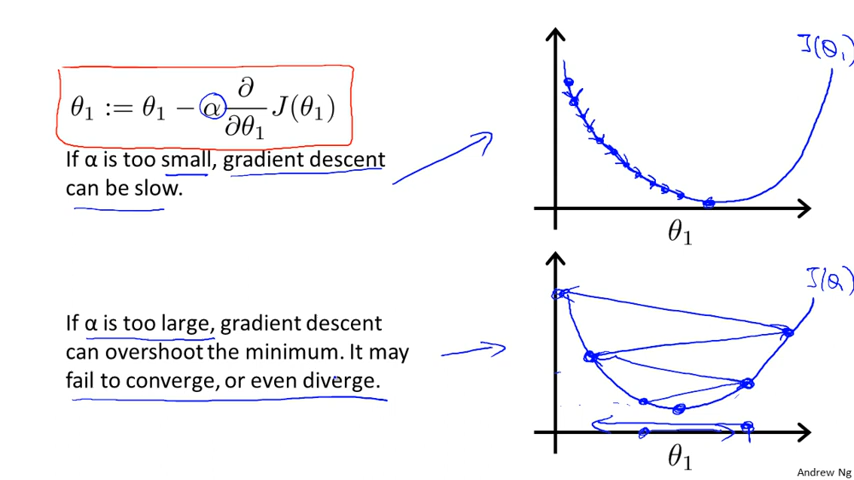 J(θ₁)
θ₁ := θ₁ − α ∂/∂θ₁ J(θ₁)
If α is too small, gradient descent
can be slow.
θ₁
J(θ₁)
If α is too large, gradient descent
can overshoot the minimum. It may
fail to converge, or even diverge.
θ₁
Andrew Ng